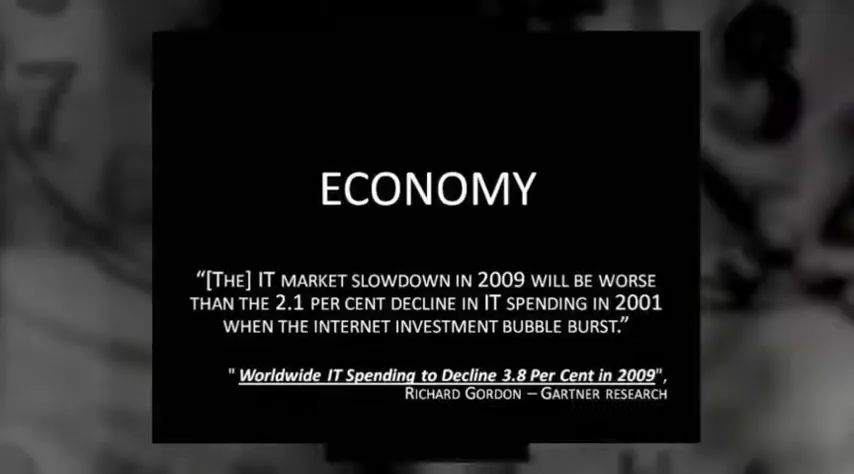 ECONOMY
“[THE] IT MARKET SLOWDOWN IN 2009 WILL BE WORSE
THAN THE 2.1 PER CENT DECLINE IN IT SPENDING IN 2001
WHEN THE INTERNET INVESTMENT BUBBLE BURST.”
" Worldwide IT Spending to Decline 3.8 Per Cent in 2009",
RICHARD GORDON – GARTNER RESEARCH
7